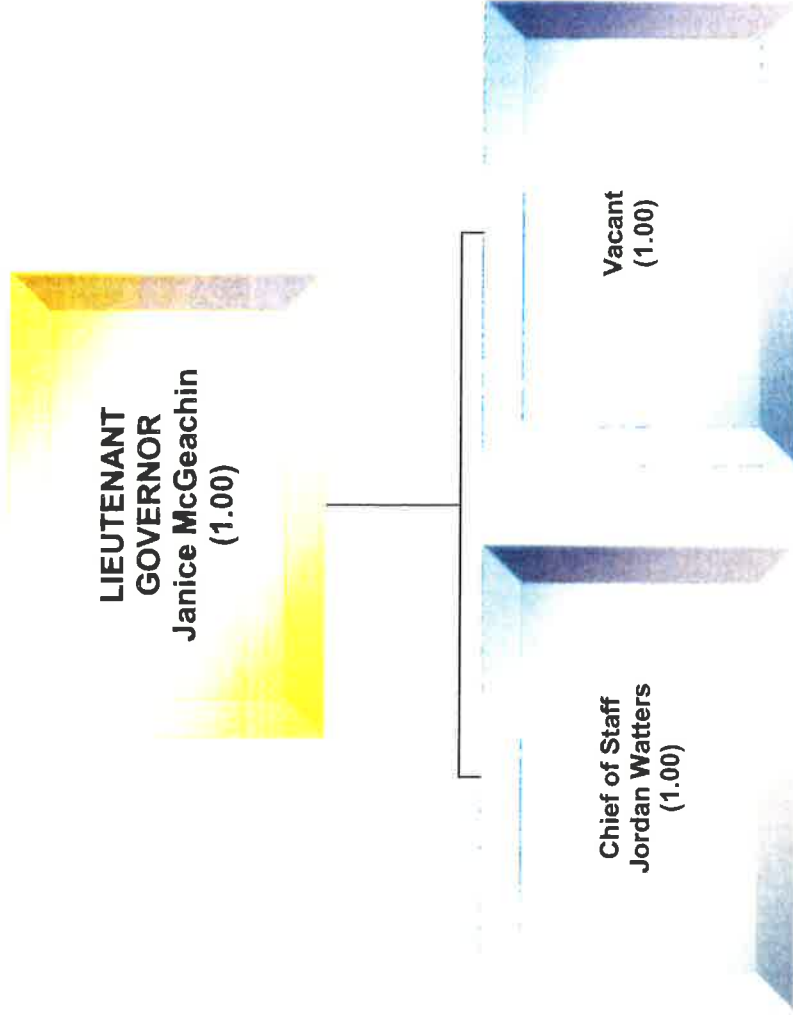 LIEUTENANT
GOVERNOR
Janice McGeachin
(1.00)
Chief of Staff
Jordan Watters
(1.00)
Vacant
(1.00)